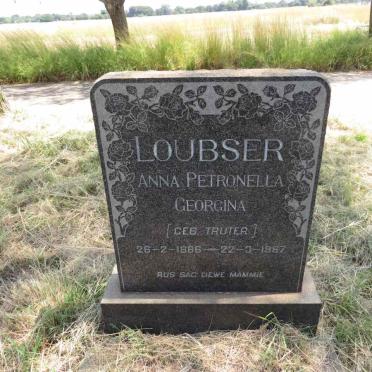 LOUBSER
ANNA PETRONELLA
GEORGINA
[GEB. TRUTER.]
26-2-1886 — 22-3-1967
RUS SAG DIEWE MAMMIE